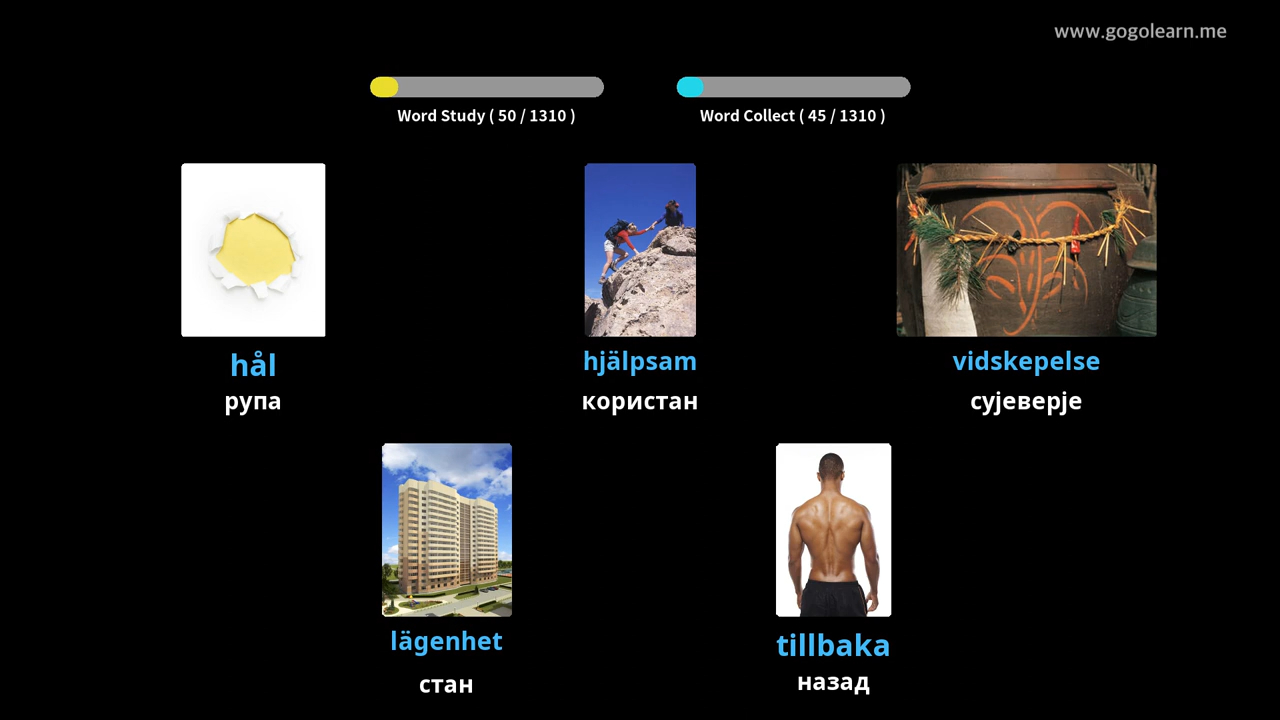 www.gogolearn.me
Word Study ( 50 / 1310 )
Word Collect ( 45 / 1310 )
hål
hjälpsam
vidskepelse
рупа
користан
сујеверје
lägenhet
tillbaka
стан
назад